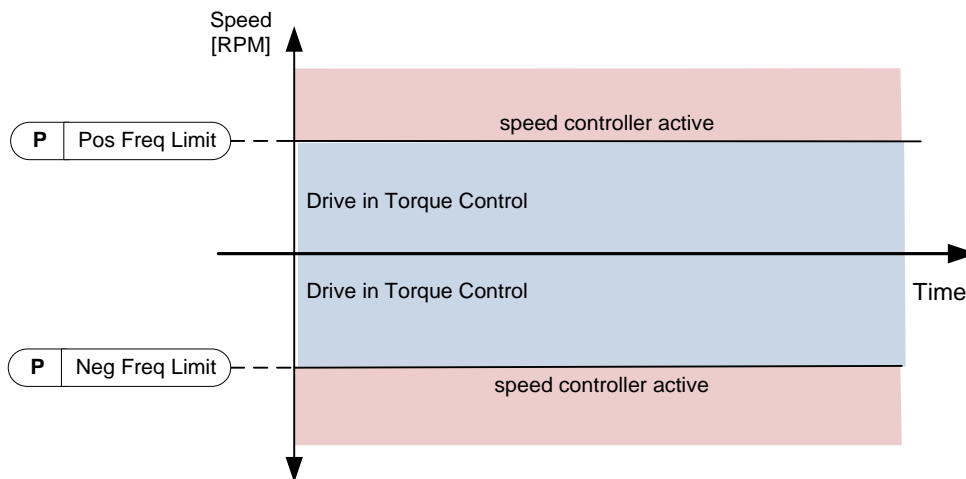 Speed
[RPM]
speed controller active
P Pos Freq Limit
Drive in Torque Control
Drive in Torque Control
Time
P Neg Freq Limit
speed controller active